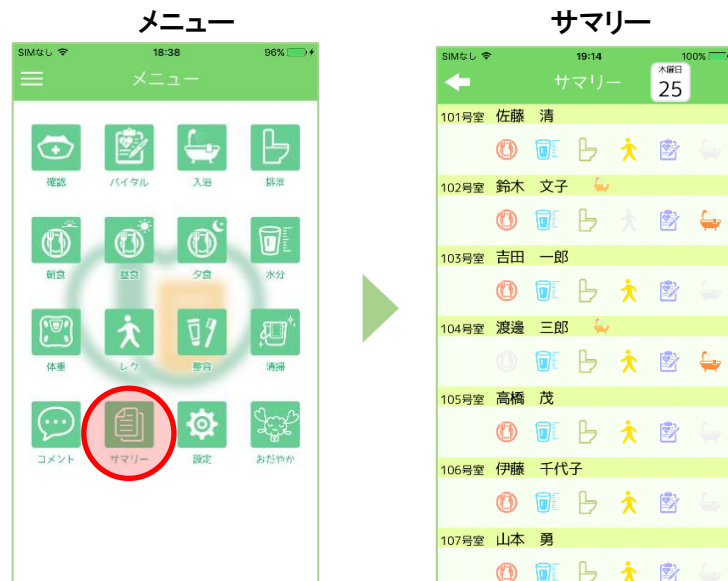 メニュー
SIMなし 18:38 96%
メニュー
確認 バイタル 入浴 排泄
朝食 昼食 夕食 水分
体重 レク 整容 清掃
コメント サマリー 設定 おだやか
サマリー
SIMなし 19:14 100%
サマリー 木曜日
25
101号室 佐藤 清
102号室 鈴木 文子
103号室 吉田 一郎
104号室 渡邊 三郎
105号室 高橋 茂
106号室 伊藤 千代子
107号室 山本 勇